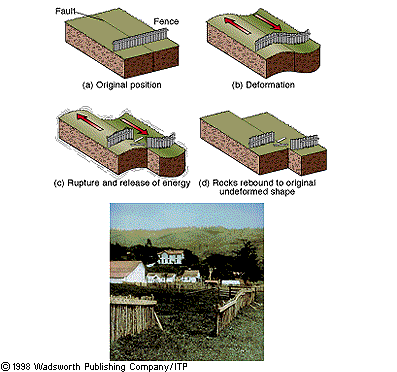 Fault
Fence
(a) Original position
(b) Deformation
(c) Rupture and release of energy
(d) Rocks rebound to original
undeformed shape
© 1998 Wadsworth Publishing Company/ITP